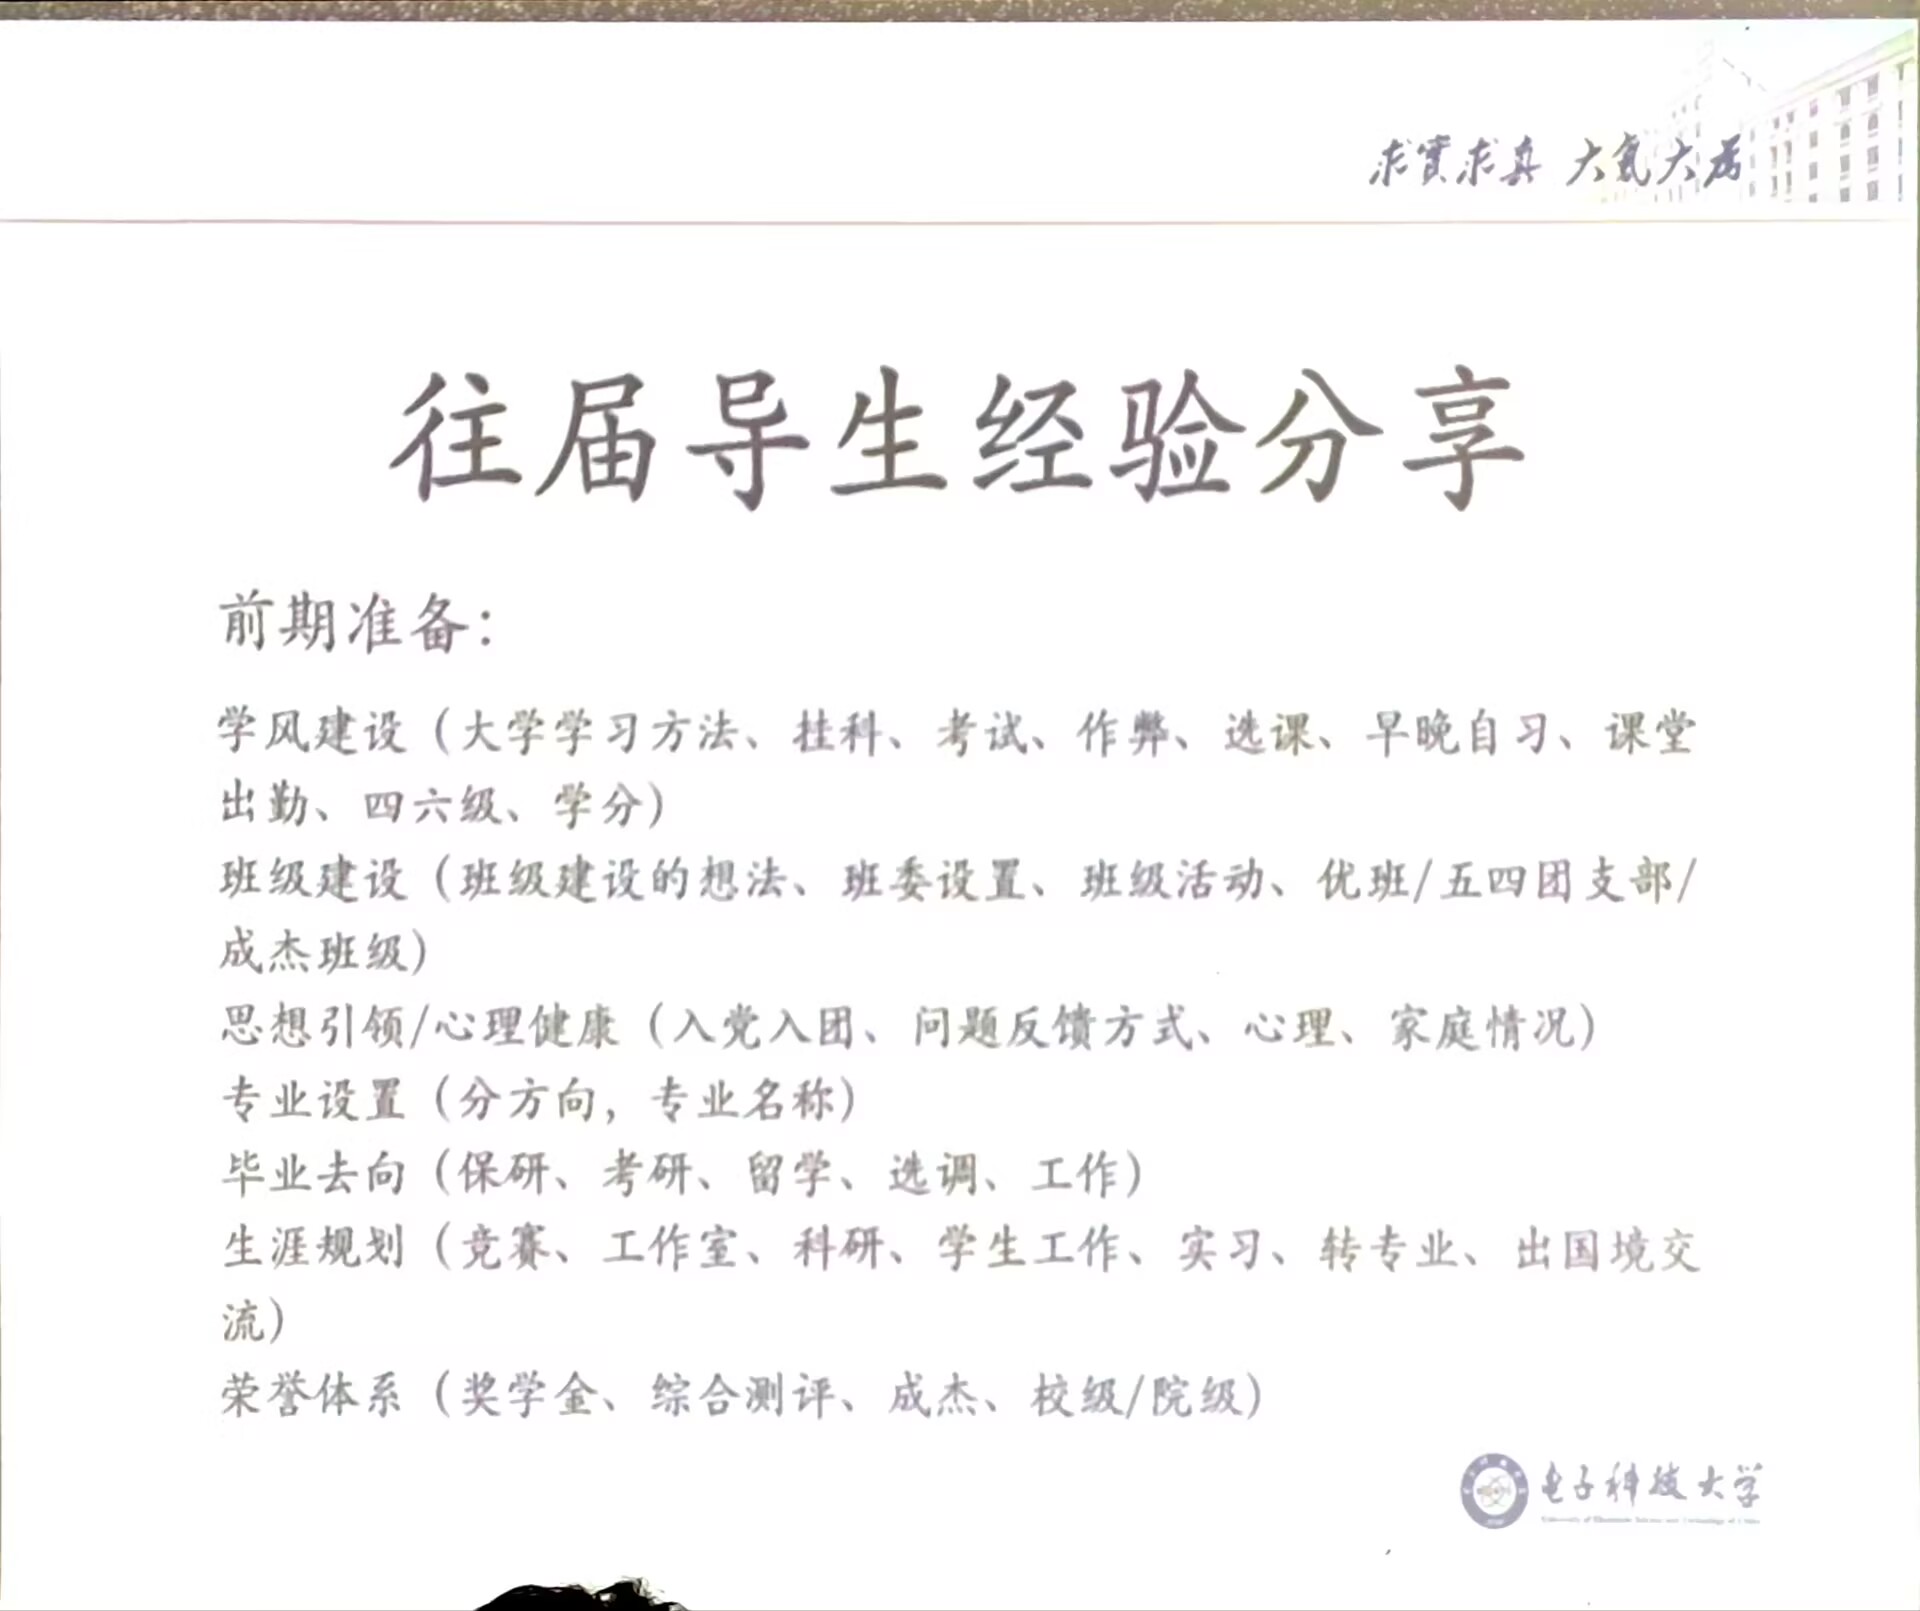 求实求真 大气大为
往届导生经验分享
前期准备：
学风建设（大学学习方法、挂科、考试、作弊、选课、早晚自习、课堂
出勤、四六级、学分）
班级建设（班级建设的想法、班委设置、班级活动、优班/五四团支部/
成杰班级）
思想引领/心理健康（入党入团、问题反馈方式、心理、家庭情况）
专业设置（分方向，专业名称）
毕业去向（保研、考研、留学、选调、工作）
生涯规划（竞赛、工作室、科研、学生工作、实习、转专业、出国境交
流）
荣誉体系（奖学金、综合测评、成杰、校级/院级）
电子科技大学